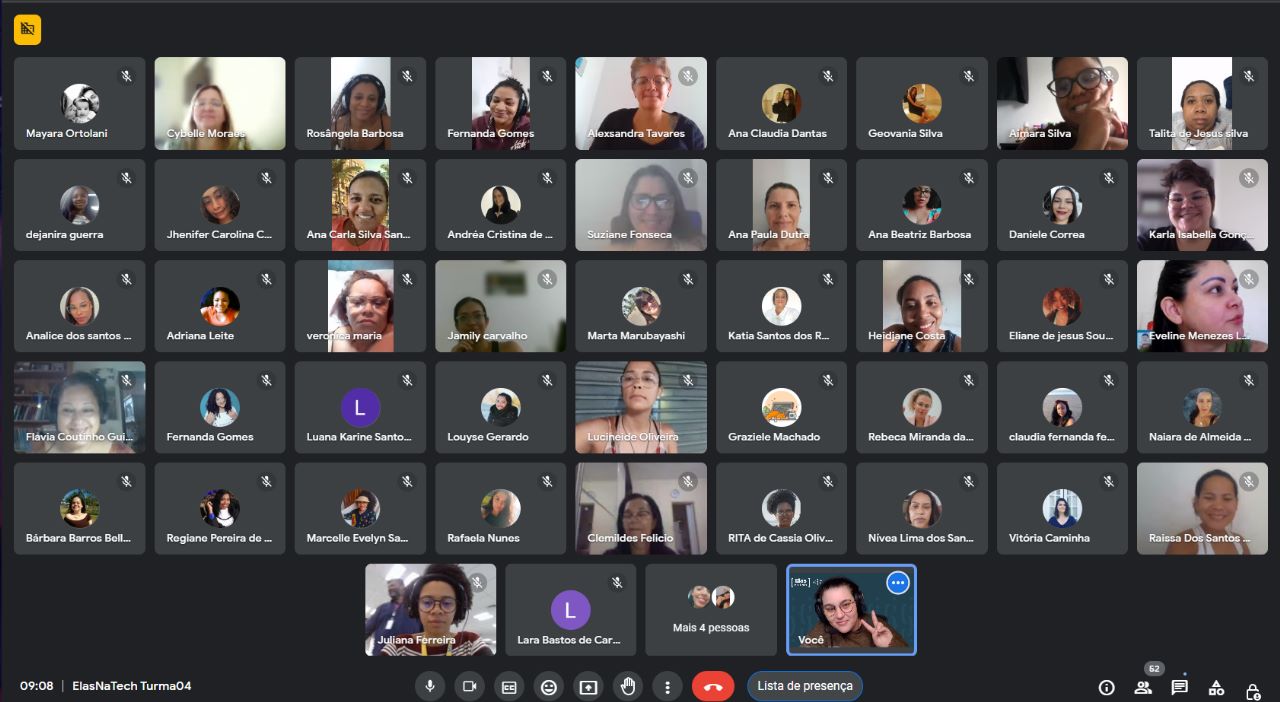 Mayara Ortolani
Cybelle Moraes
Rosângela Barbosa
Fernanda Gomes
Alexsandra Tavares
Ana Claudia Dantas
Geovania Silva
Aimara Silva
Talita de Jesus silva
dejanira guerra
Jhenifer Carolina C...
Ana Carla Silva San...
Andréa Cristina de ...
Suziane Fonseca
Ana Paula Dutra
Ana Beatriz Barbosa
Daniele Correa
Karla Isabella Gonç...
Analice dos santos ...
Adriana Leite
veronica maria
Jamily carvalho
Marta Marubayashi
Katia Santos dos R...
Heidjane Costa
Eliane de jesus Sou...
Eveline Menezes L...
Flávia Coutinho Gui...
Fernanda Gomes
L
Luana Karine Santo...
Louyse Gerardo
Lucineide Oliveira
Graziele Machado
Rebeca Miranda da...
claudia fernanda fe...
Naiara de Almeida ...
Bárbara Barros Bell...
Regiane Pereira de ...
Marcelle Evelyn Sa...
Rafaela Nunes
Clemildes Felicio
RITA de Cassia Oliv...
Nívea Lima dos San...
Vitória Caminha
Raissa Dos Santos ...
Juliana Ferreira
L
Lara Bastos de Car...
Mais 4 pessoas
Você
09:08 | ElasNaTech Turma04
Lista de presença
52